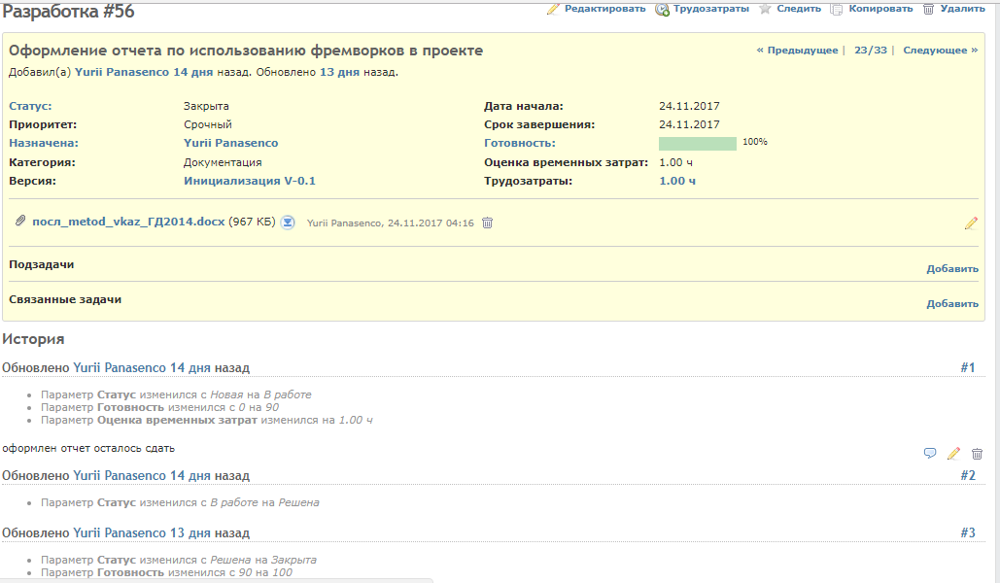 Разработка #56
Редактировать Трудозатраты Следить Копировать Удалить
Оформление отчета по использованию фремворков в проекте
« Предыдущее | 23/33 | Следующее »
Добавил(а) Yurii Panasenco 14 дня назад. Обновлено 13 дня назад.
Статус: Закрыта Дата начала: 24.11.2017
Приоритет: Срочный Срок завершения: 24.11.2017
Назначена: Yurii Panasenco Готовность: 100%
Категория: Документация Оценка временных затрат: 1.00 ч
Версия: Инициализация V-0.1 Трудозатраты: 1.00 ч
посл_metod_vkaz_ГД2014.docx (967 КБ) Yurii Panasenco, 24.11.2017 04:16
Подзадачи
Добавить
Связанные задачи
Добавить
История
Обновлено Yurii Panasenco 14 дня назад #1
Параметр Статус изменился с Новая на В работе
Параметр Готовность изменился с 0 на 90
Параметр Оценка временных затрат изменился на 1.00 ч
оформлен отчет осталось сдать
Обновлено Yurii Panasenco 14 дня назад #2
Параметр Статус изменился с В работе на Решена
Обновлено Yurii Panasenco 13 дня назад #3
Параметр Статус изменился с Решена на Закрыта
Параметр Готовность изменился с 90 на 100